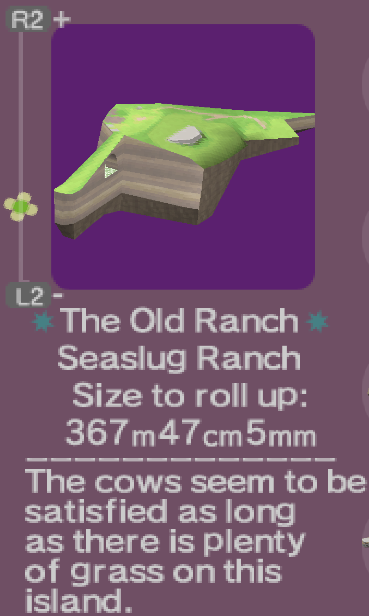 R2 +
L2 -
The Old Ranch
Seaslug Ranch
Size to roll up:
367m47cm5mm
The cows seem to be
satisfied as long
as there is plenty
of grass on this
island.